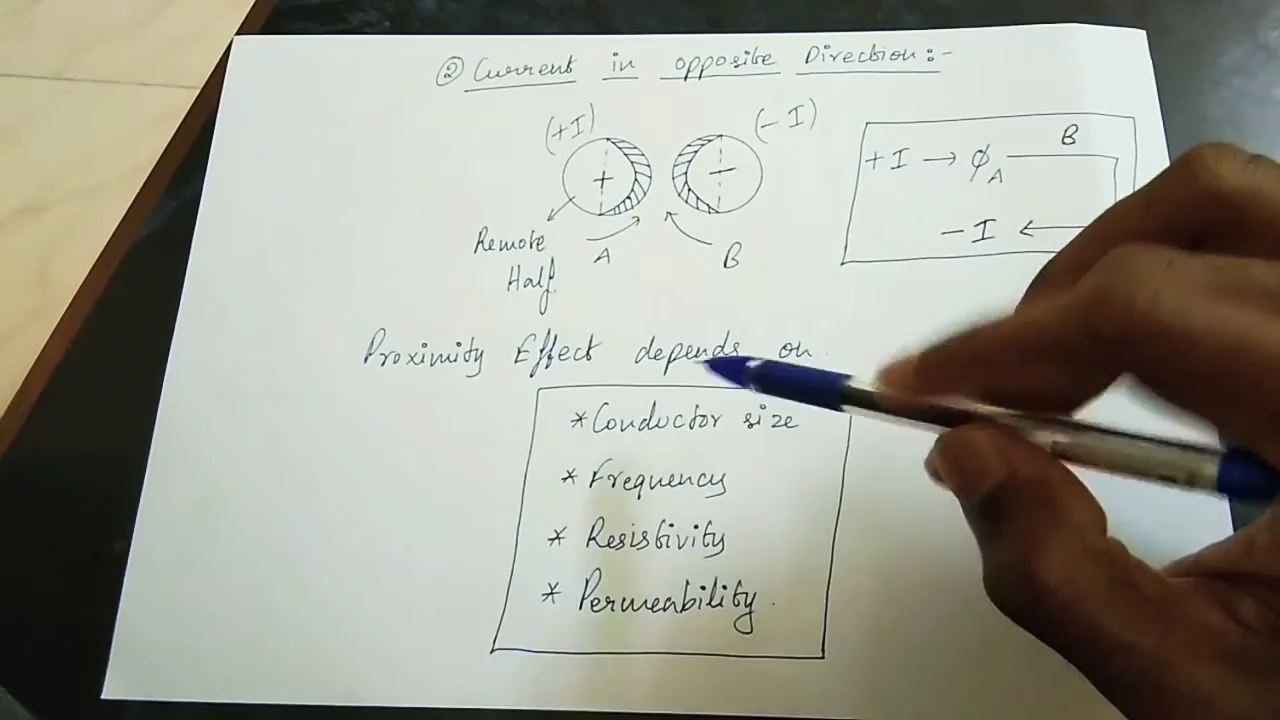 ② Current in opposite Direction:-
(+I) (-I)
+I → ϕA B
-I ←
Remote
Half.
A B
Proximity Effect depends on.
* Conductor size
* Frequency
* Resistivity
* Permeability.